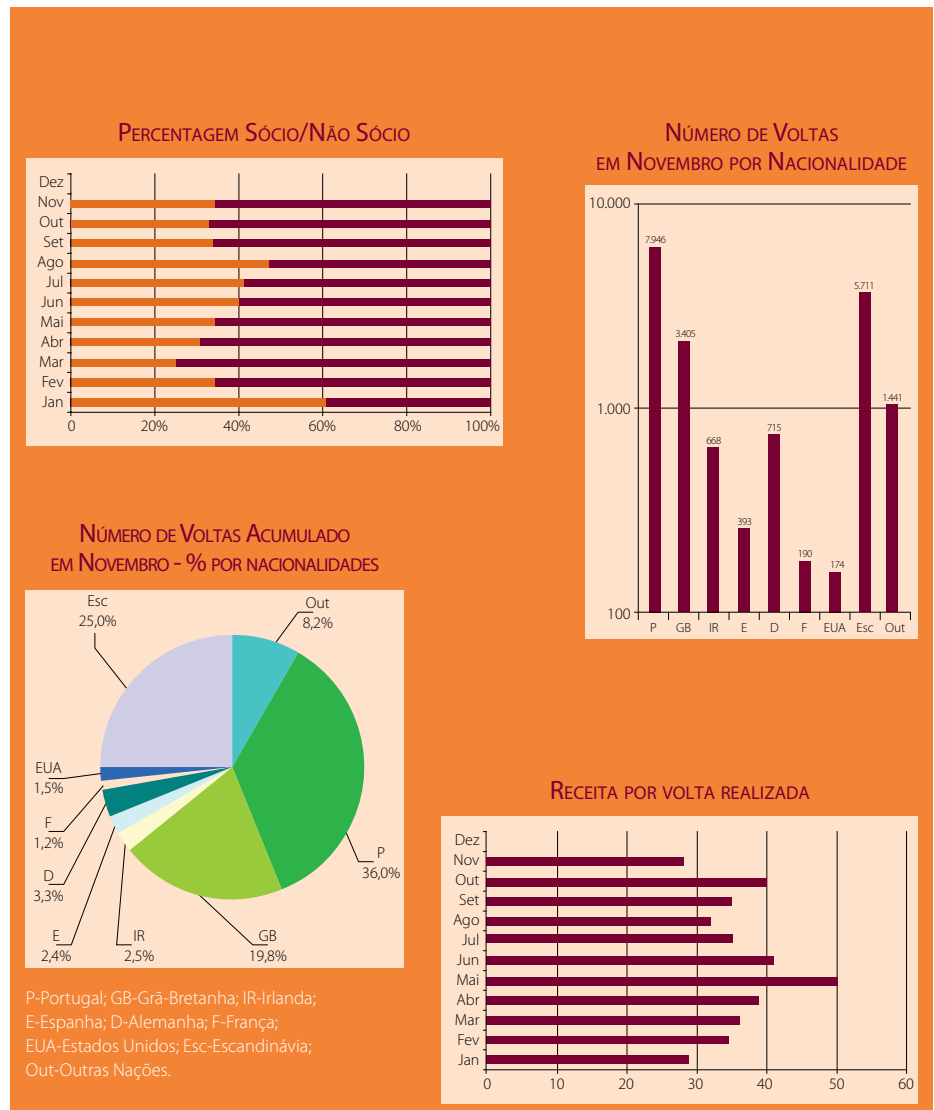 Percentagem Sócio/Não Sócio
Dez
Nov
Out
Set
Ago
Jul
Jun
Mai
Abr
Mar
Fev
Jan
0 20% 40% 60% 80% 100%
Número de Voltas
em Novembro por Nacionalidade
10.000
1.000
100
7.946
3.405
668
393
715
190
174
5.711
1.441
P GB IR E D F EUA Esc Out
Número de Voltas Acumulado
em Novembro - % por nacionalidades
Esc
25,0%
Out
8,2%
EUA
1,5%
F
1,2%
D
3,3%
E
2,4%
IR
2,5%
GB
19,8%
P
36,0%
P-Portugal; GB-Grã-Bretanha; IR-Irlanda;
E-Espanha; D-Alemanha; F-França;
EUA-Estados Unidos; Esc-Escandinávia;
Out-Outras Nações.
Receita por volta realizada
Dez
Nov
Out
Set
Ago
Jul
Jun
Mai
Abr
Mar
Fev
Jan
0 10 20 30 40 50 60